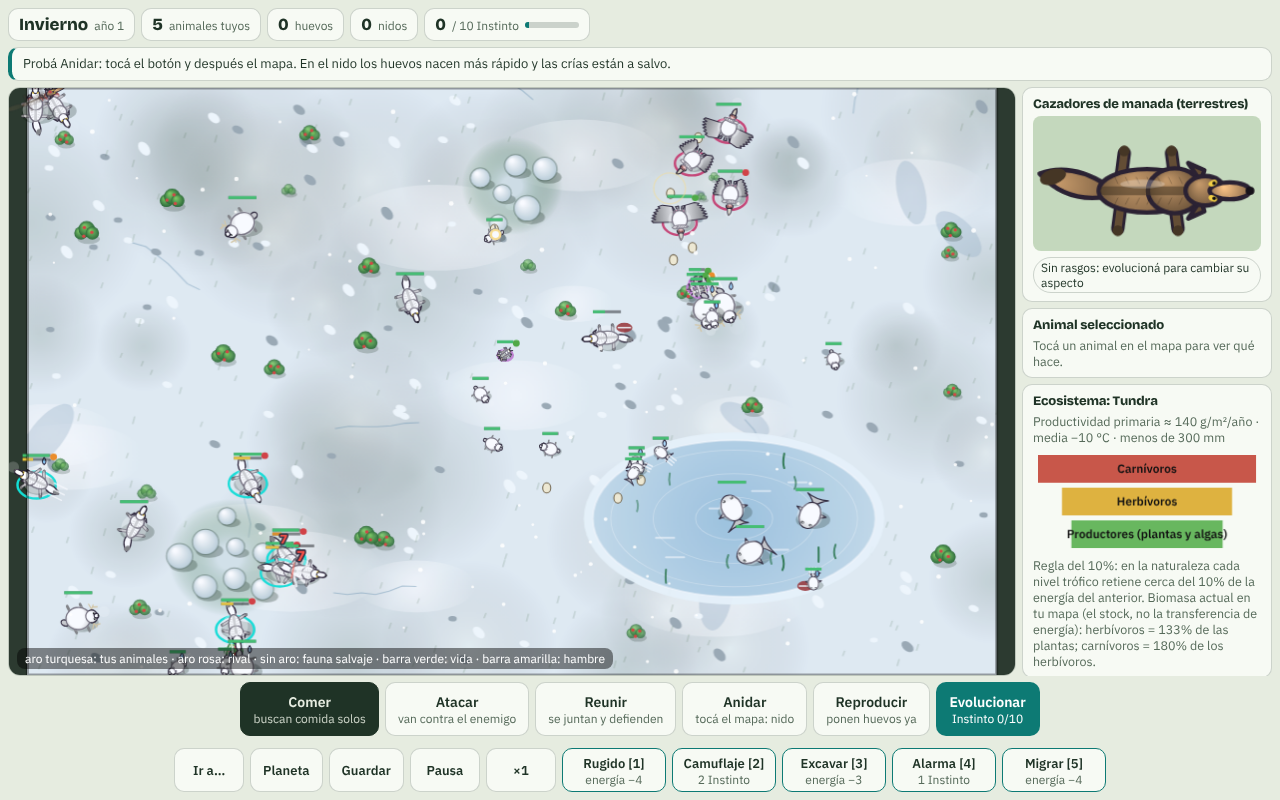 Invierno año 1
5 animales tuyos
0 huevos
0 nidos
0 / 10 Instinto
Probá Anidar: tocá el botón y después el mapa. En el nido los huevos nacen más rápido y las crías están a salvo.
7
7
aro turquesa: tus animales · aro rosa: rival · sin aro: fauna salvaje · barra verde: vida · barra amarilla: hambre
Cazadores de manada (terrestres)
Sin rasgos: evolucioná para cambiar su
aspecto
Animal seleccionado
Tocá un animal en el mapa para ver qué
hace.
Ecosistema: Tundra
Productividad primaria ≈ 140 g/m²/año ·
media −10 °C · menos de 300 mm
Carnívoros
Herbívoros
Productores (plantas y algas)
Regla del 10%: en la naturaleza cada
nivel trófico retiene cerca del 10% de la
energía del anterior. Biomasa actual en
tu mapa (el stock, no la transferencia de
energía): herbívoros = 133% de las
plantas; carnívoros = 180% de los
herbívoros.
Comer
buscan comida solos
Atacar
van contra el enemigo
Reunir
se juntan y defienden
Anidar
tocá el mapa: nido
Reproducir
ponen huevos ya
Evolucionar
Instinto 0/10
Ir a...
Planeta
Guardar
Pausa
×1
Rugido [1]
energía −4
Camuflaje [2]
2 Instinto
Excavar [3]
energía −3
Alarma [4]
1 Instinto
Migrar [5]
energía −4